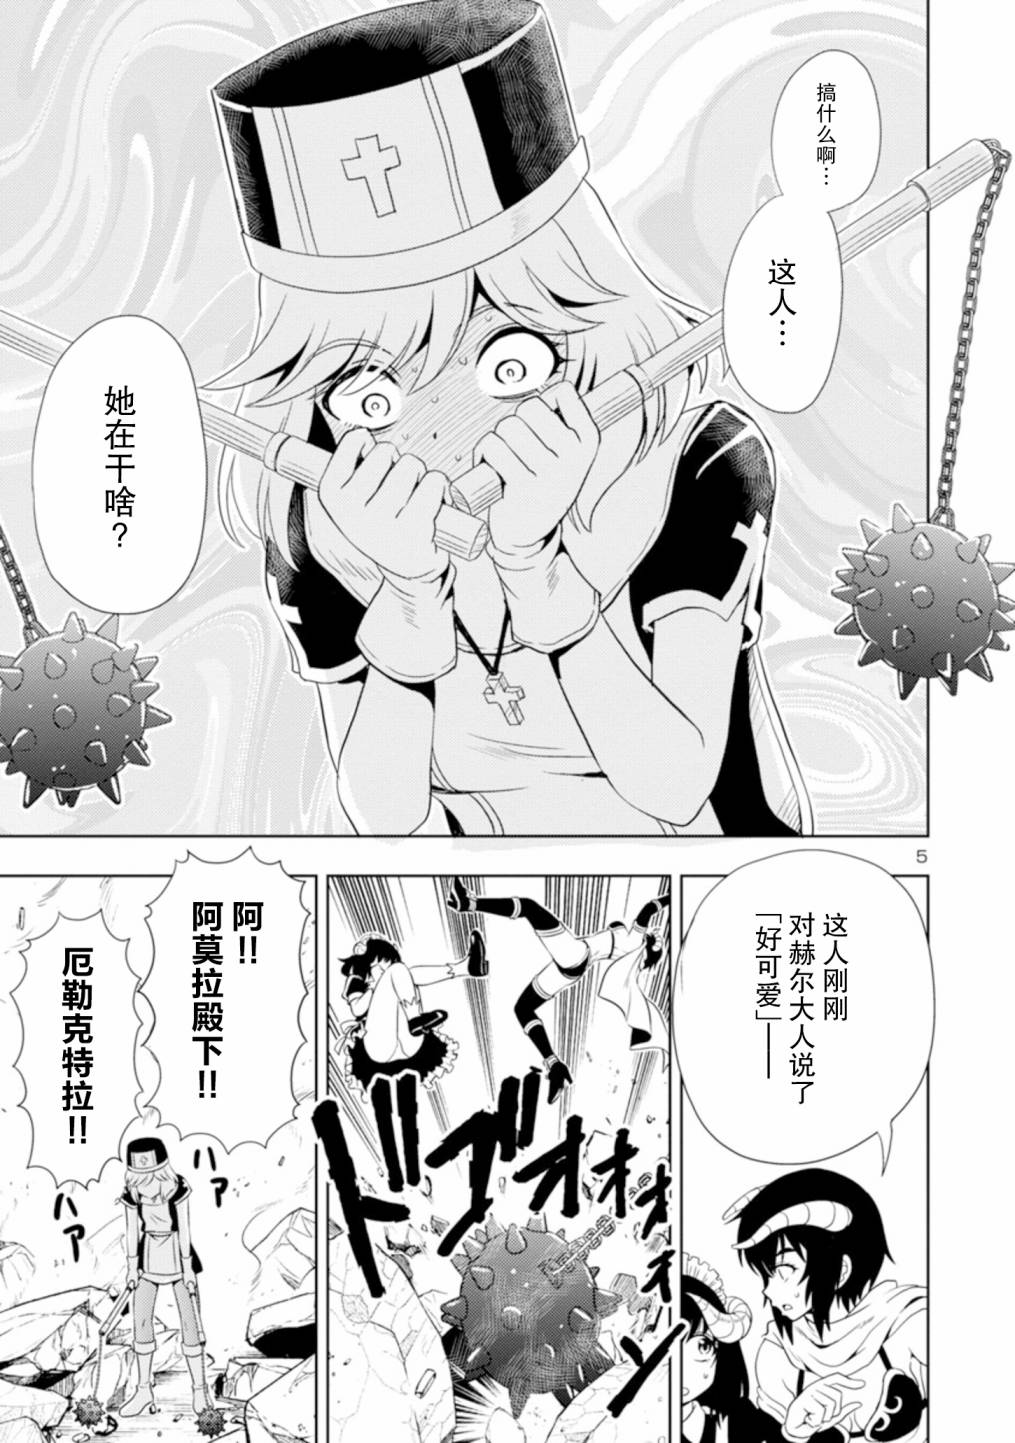 搞什么啊…
这人…
她在干啥？
5
这人刚刚
对赫尔大人说了
「好可爱」——
ドゴオオオン
阿!!
阿莫拉殿下!!
厄勒克特拉!!
ハァ
ハァ